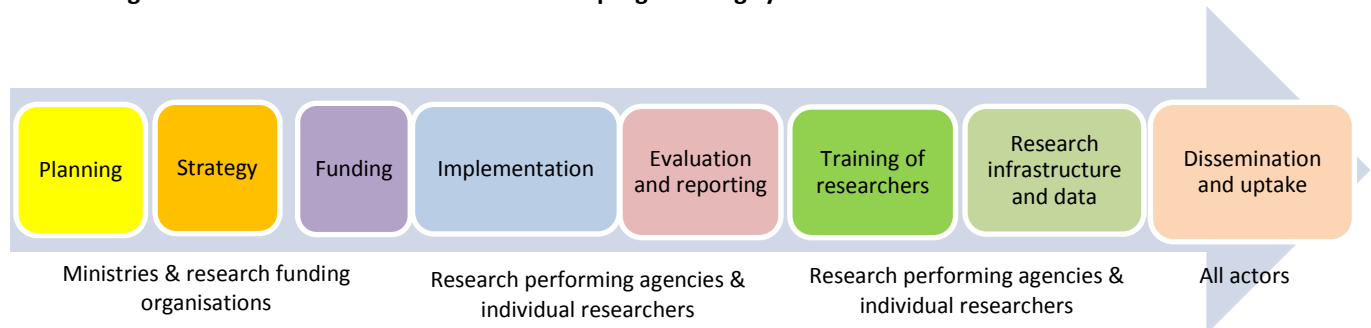 Planning
Strategy
Funding
Implementation
Evaluation
and reporting
Training of
researchers
Research
infrastructure
and data
Dissemination
and uptake
Ministries & research funding
organisations
Research performing agencies &
individual researchers
Research performing agencies &
individual researchers
All actors